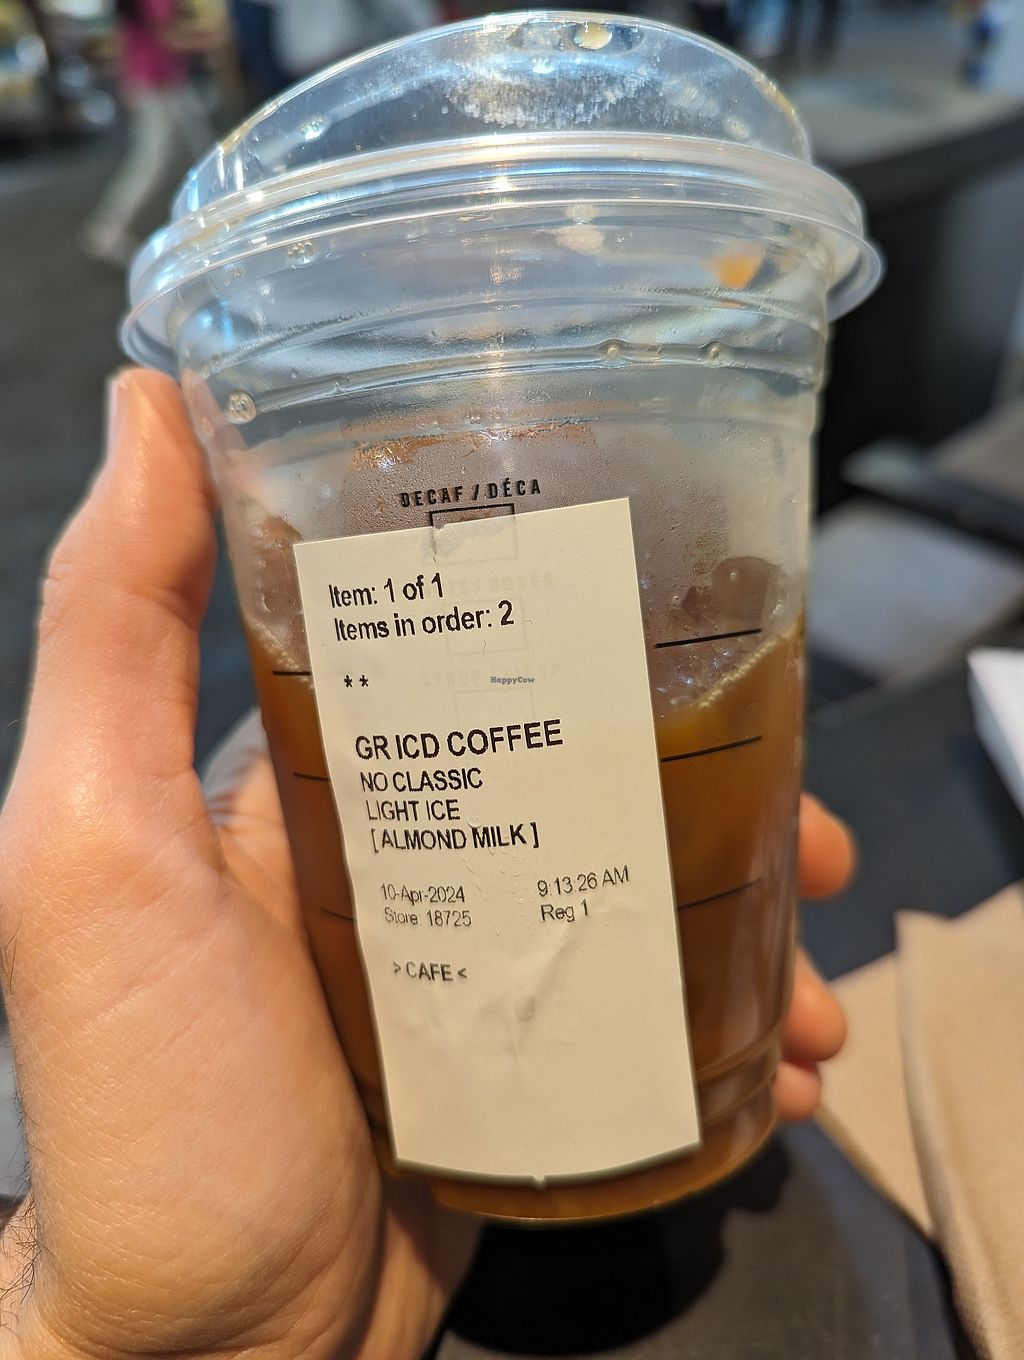 DECAF / DÉCA
Item: 1 of 1
Items in order: 2
**
HappyCow
GR ICD COFFEE
NO CLASSIC
LIGHT ICE
[ALMOND MILK]
10-Apr-2024 9:13:26 AM
Store: 18725 Reg 1
>CAFE<